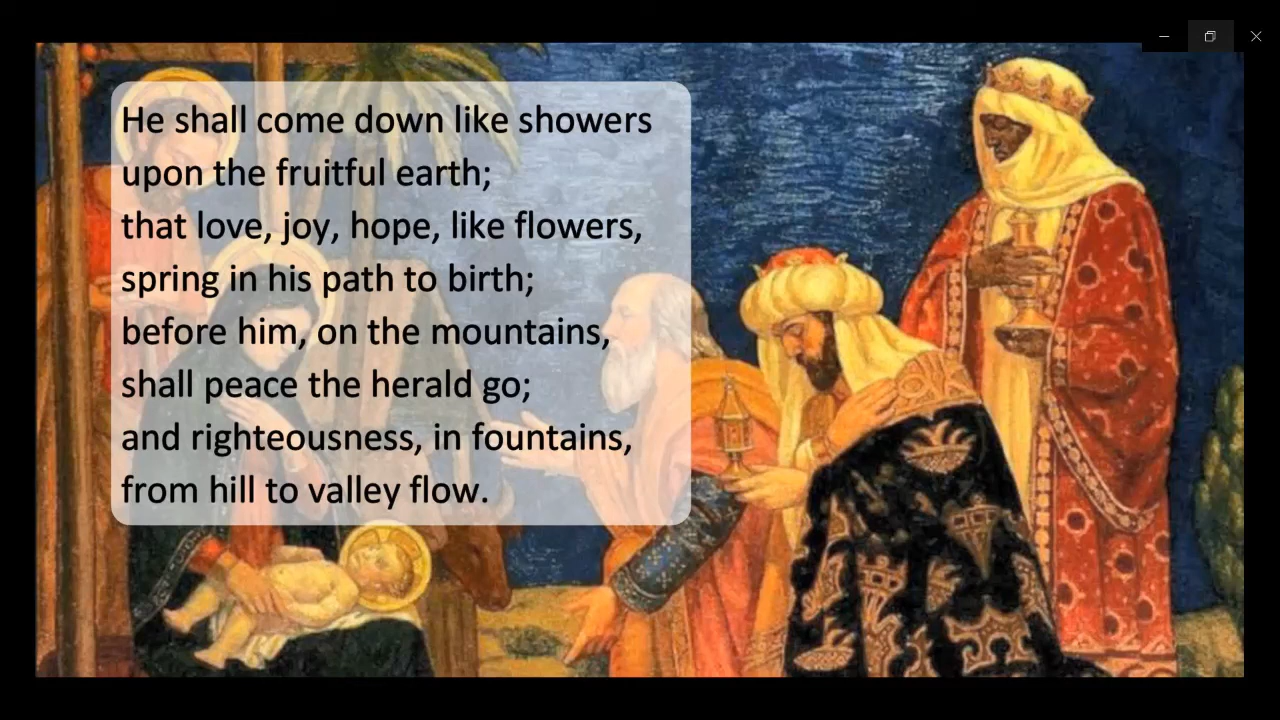 He shall come down like showers
upon the fruitful earth;
that love, joy, hope, like flowers,
spring in his path to birth;
before him, on the mountains,
shall peace the herald go;
and righteousness, in fountains,
from hill to valley flow.